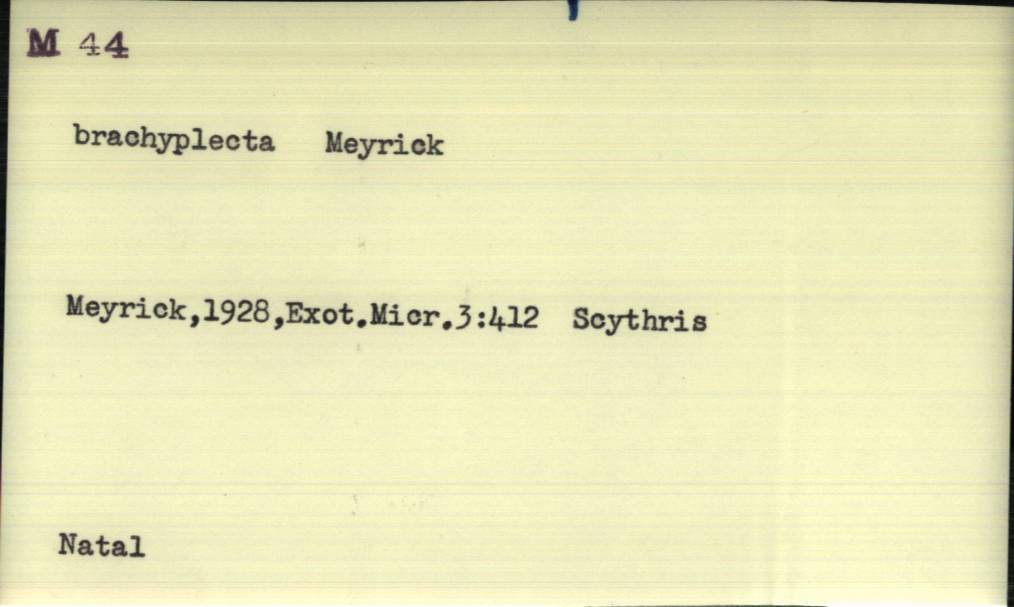 M 44
brachyplecta Meyrick
Meyrick,1928,Exot.Micr.3:412 Scythris
Natal